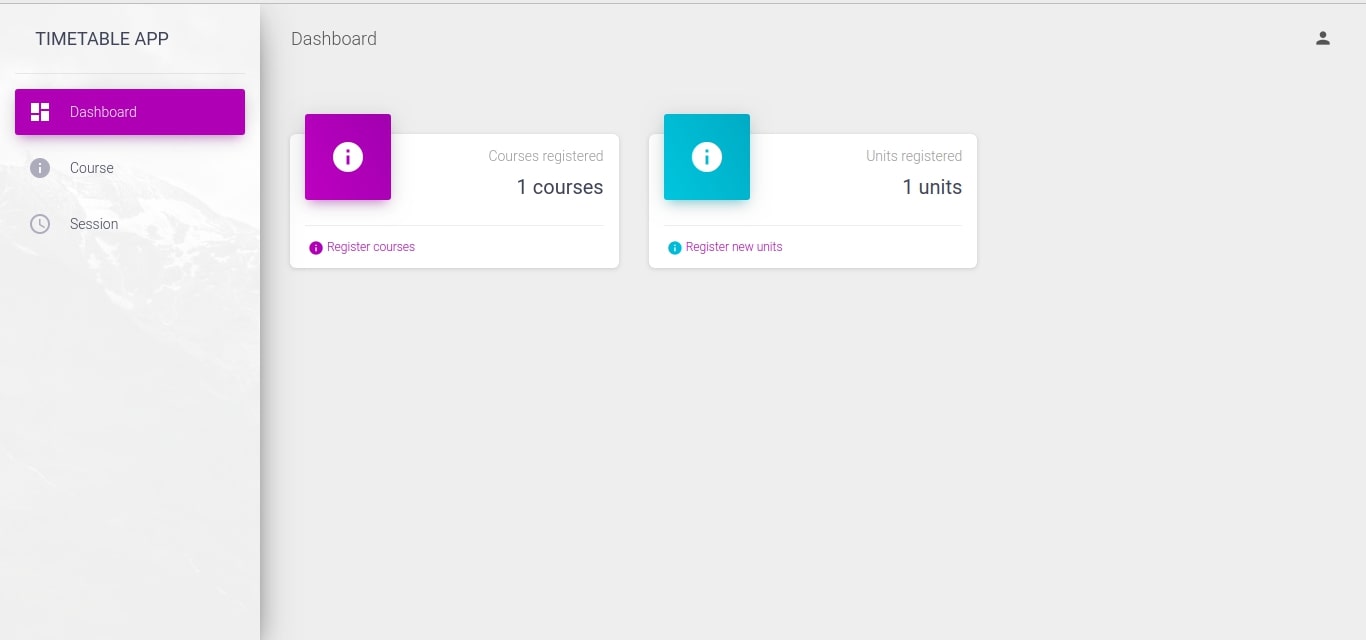 TIMETABLE APP
Dashboard
Dashboard
Course
Session
Courses registered
1 courses
Register courses
Units registered
1 units
Register new units